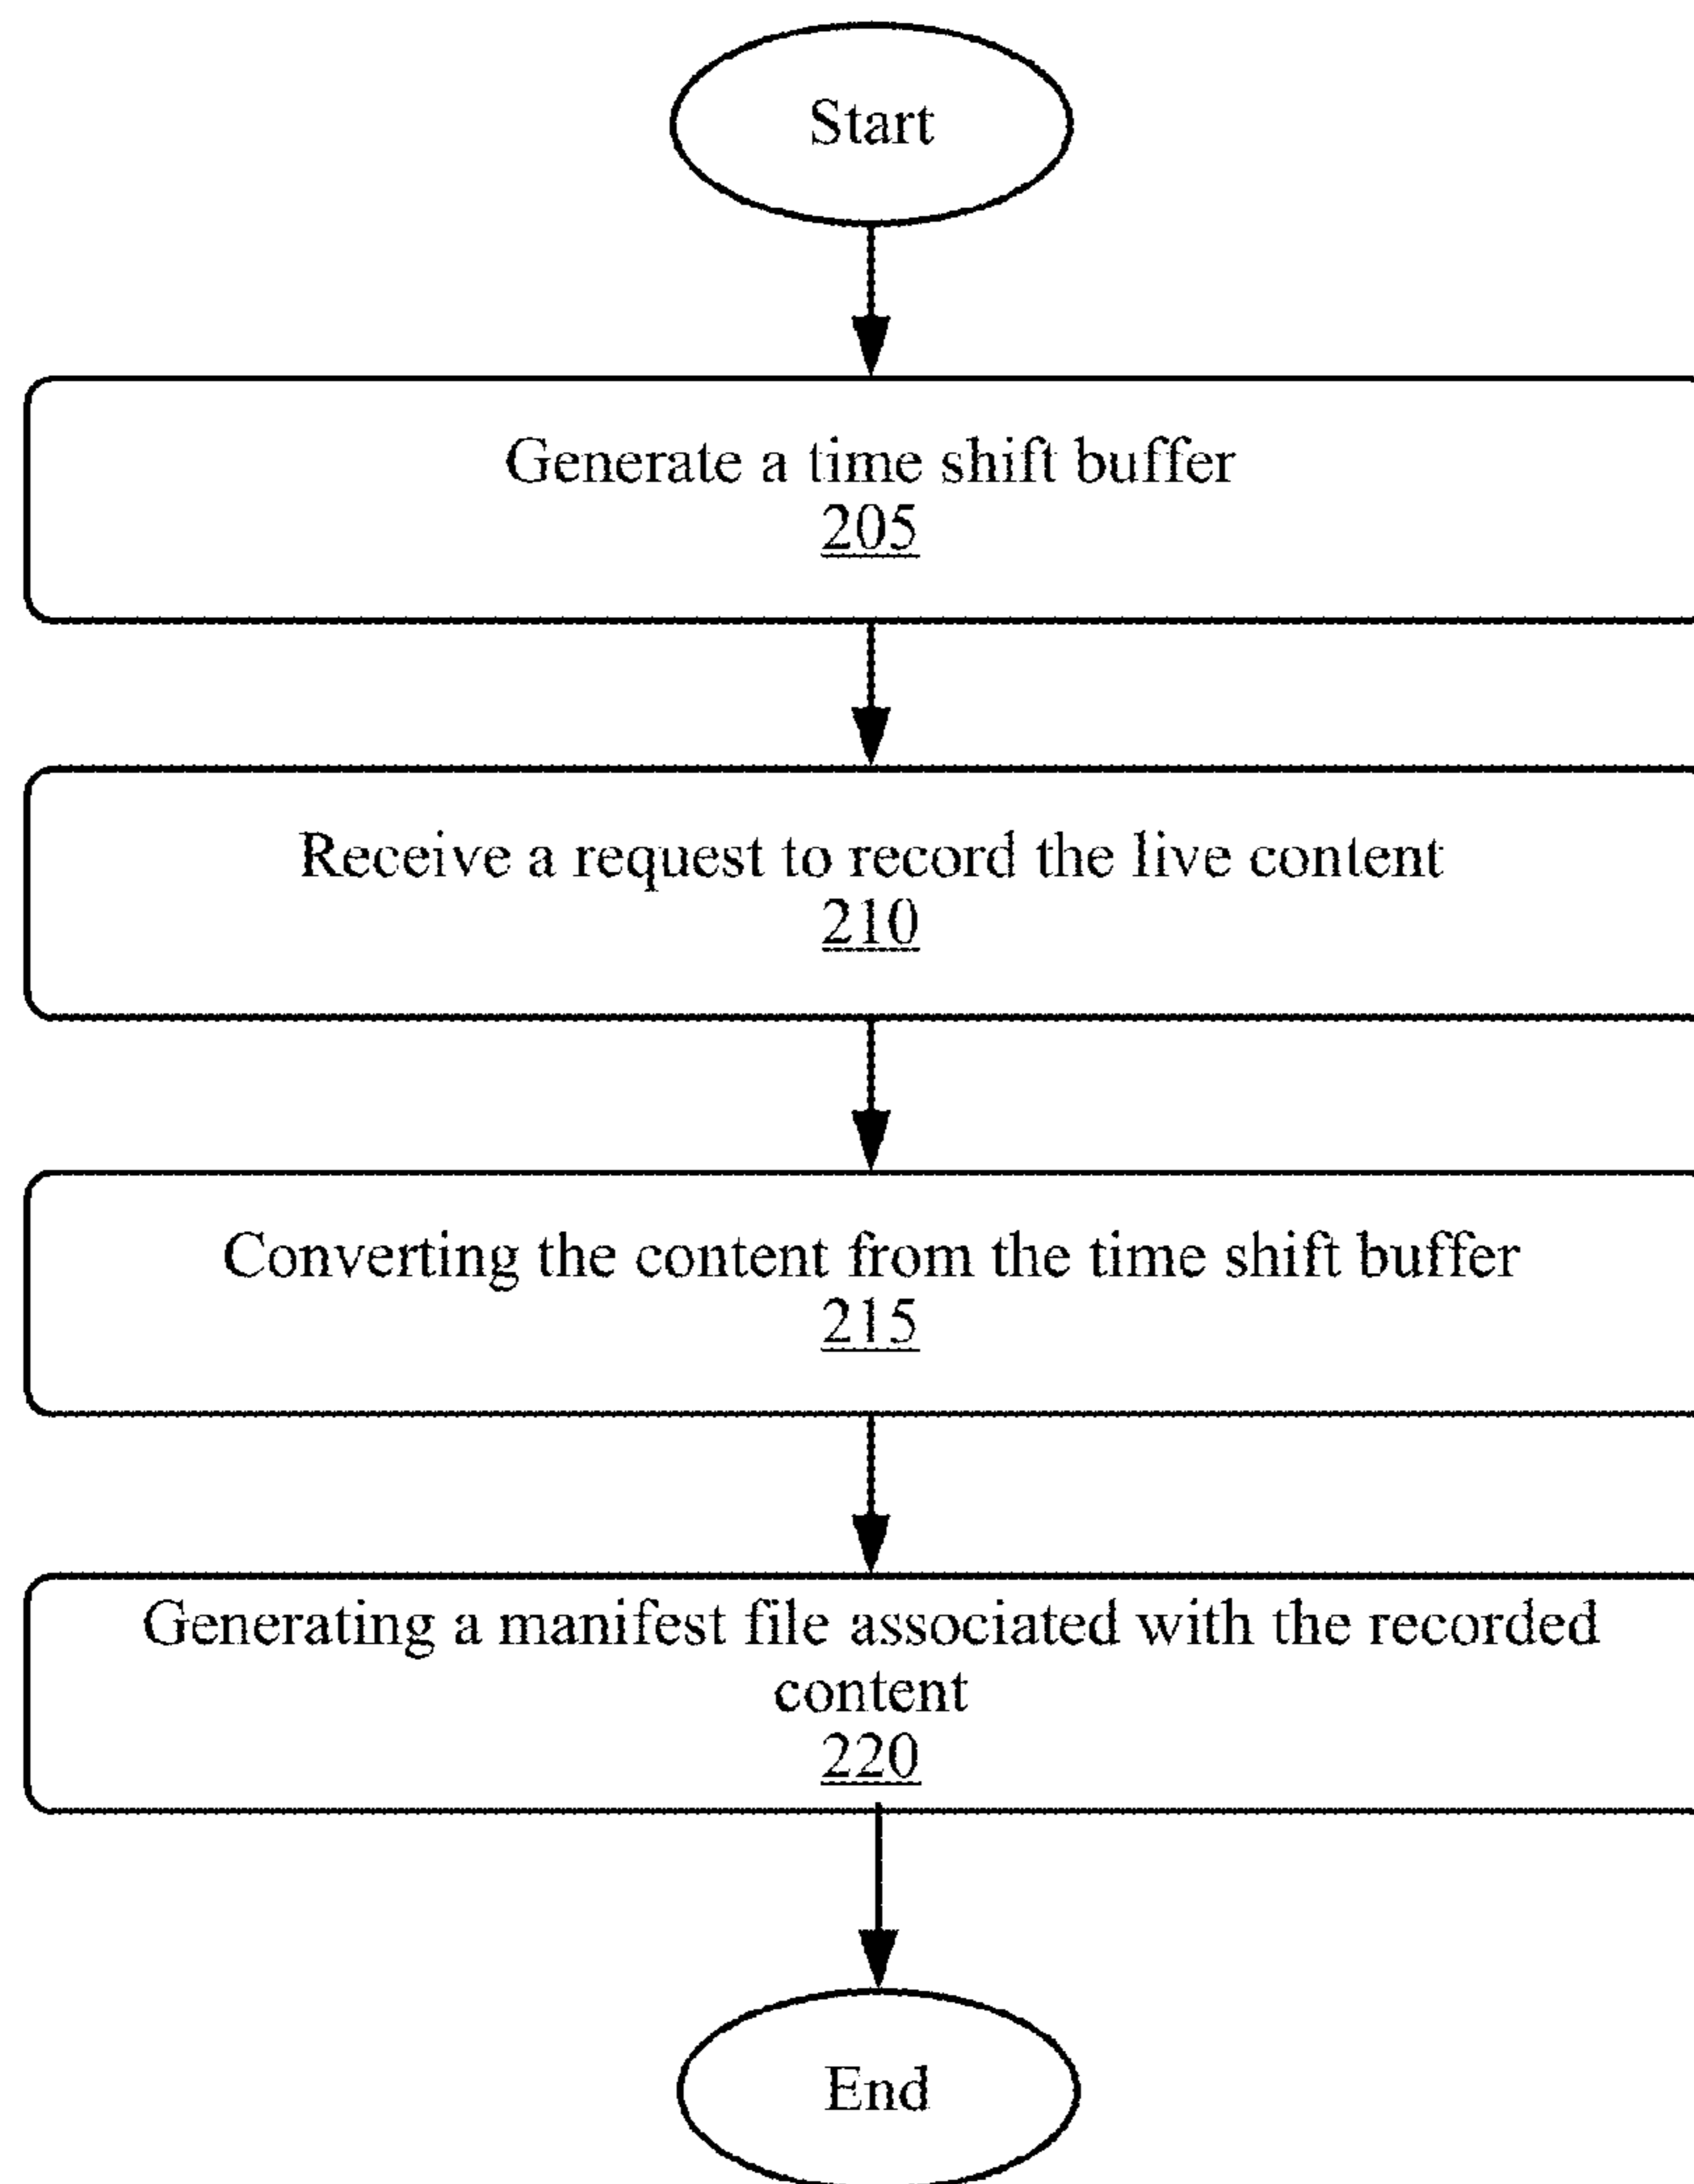 Start
Generate a time shift buffer
205
Receive a request to record the live content
210
Converting the content from the time shift buffer
215
Generating a manifest file associated with the recorded
content
220
End